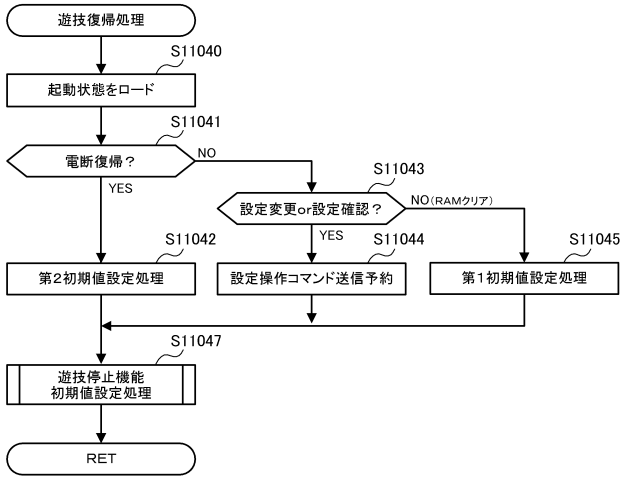 遊技復帰処理
S11040
起動状態をロード
S11041
電断復帰？
NO
YES
S11043
設定変更or設定確認？
NO(RAMクリア)
YES
S11042
第２初期値設定処理
S11044
設定操作コマンド送信予約
S11045
第１初期値設定処理
S11047
遊技停止機能
初期値設定処理
RET